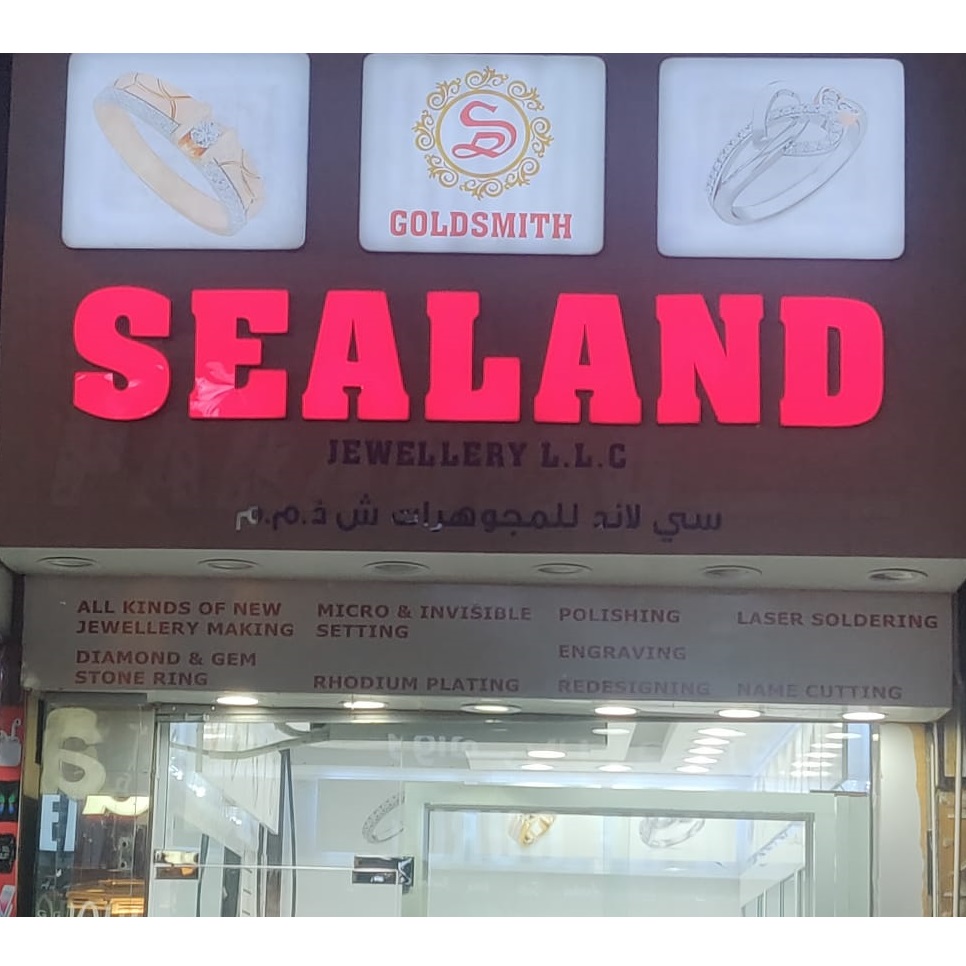 GOLDSMITH
SEALAND
JEWELLERY L.L.C
سي لاند للمجوهرات ش ذ.م.م
ALL KINDS OF NEW
JEWELLERY MAKING
DIAMOND & GEM
STONE RING
MICRO & INVISIBLE
SETTING
RHODIUM PLATING
POLISHING
ENGRAVING
REDESIGNING
LASER SOLDERING
NAME CUTTING